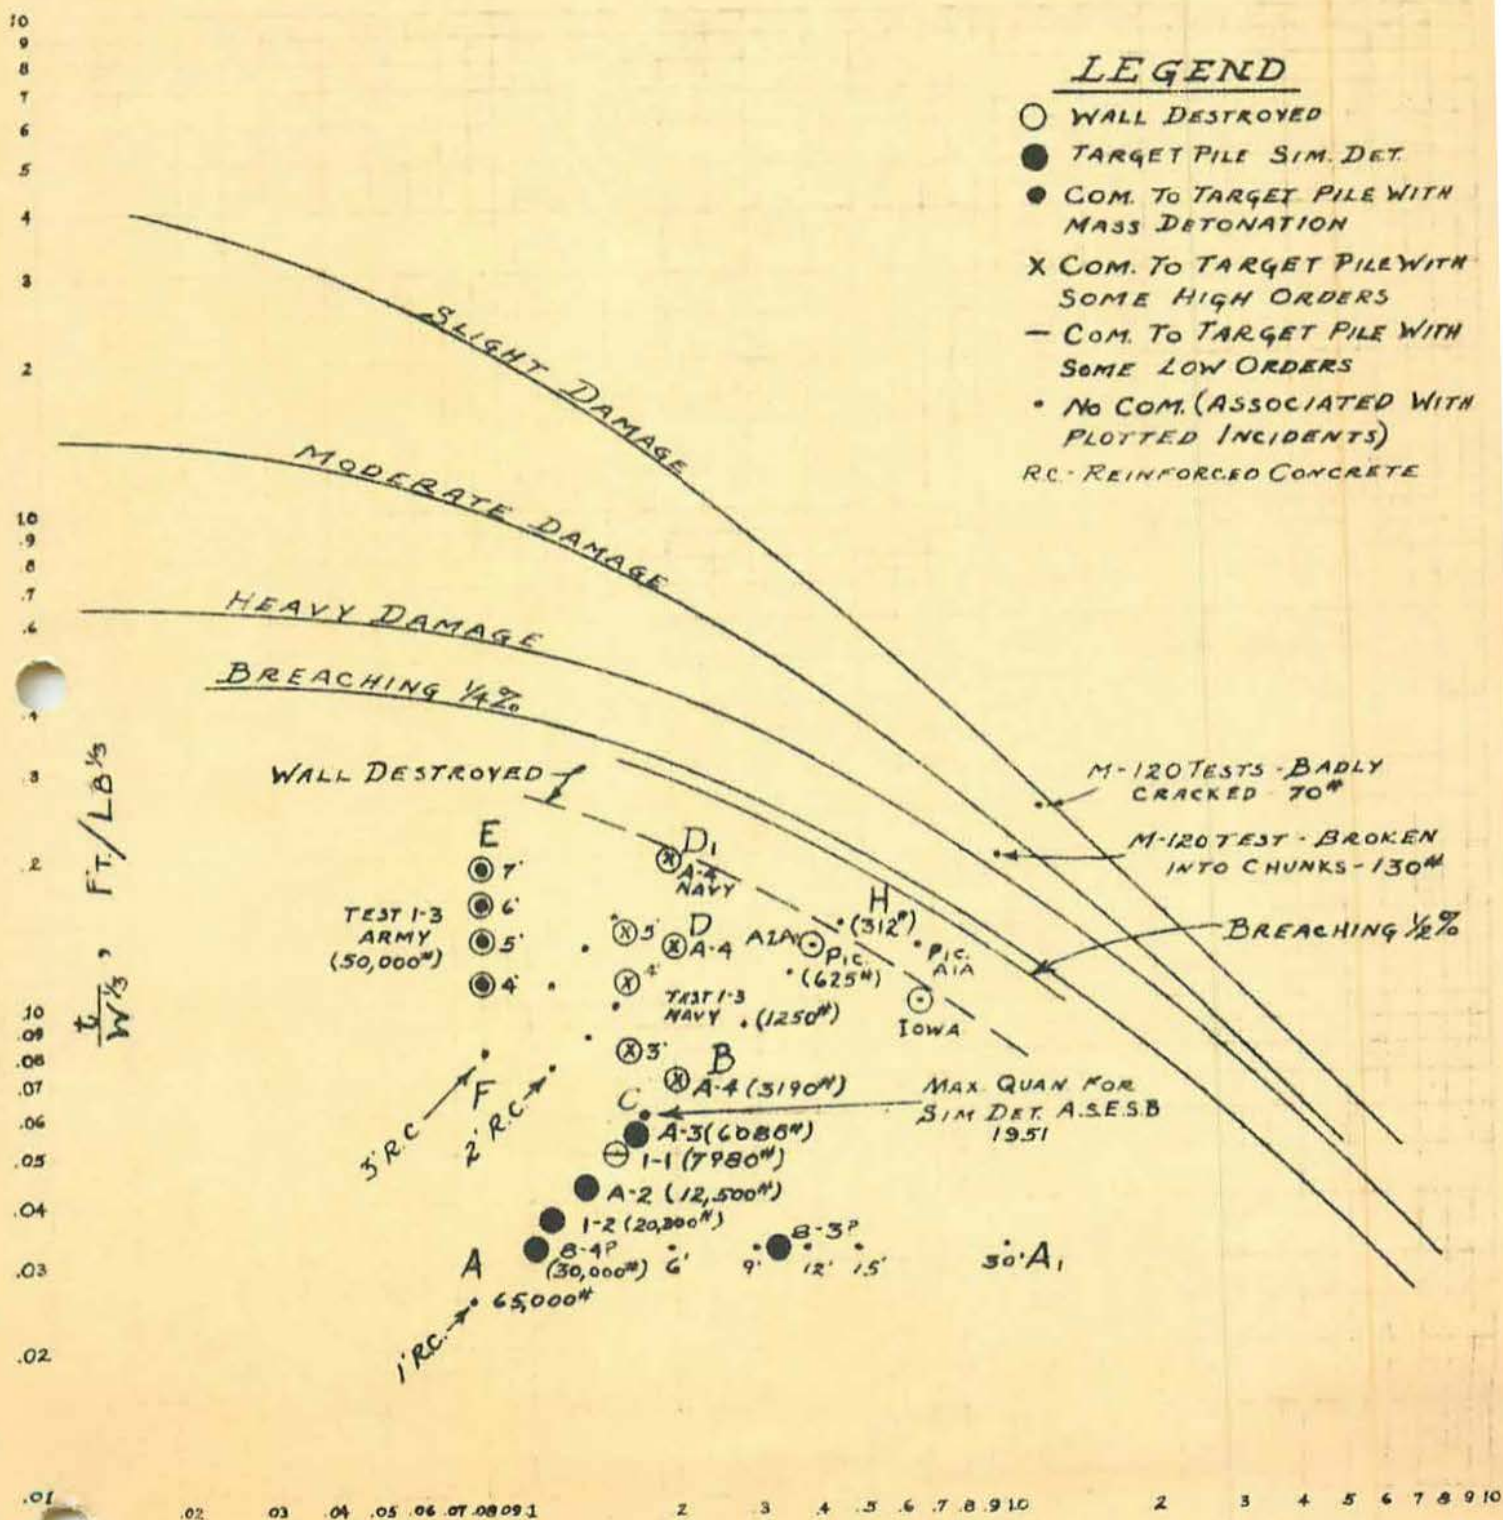 10
9
8
7
6
5
4
3
2
1.0
.9
.8
.7
.6
.4
.3
.2
.10
.09
.08
.07
.06
.05
.04
.03
.02
.01
t/W⅓ , FT./LB⅓
LEGEND
WALL DESTROYED
TARGET PILE SIM. DET.
COM. TO TARGET PILE WITH
MASS DETONATION
X COM. TO TARGET PILE WITH
SOME HIGH ORDERS
— COM. TO TARGET PILE WITH
SOME LOW ORDERS
• NO COM. (ASSOCIATED WITH
PLOTTED INCIDENTS)
RC - REINFORCED CONCRETE
SLIGHT DAMAGE
MODERATE DAMAGE
HEAVY DAMAGE
BREACHING ¼%
WALL DESTROYED
M-120 TESTS - BADLY
CRACKED 70#
M-120 TEST - BROKEN
INTO CHUNKS - 130#
BREACHING ½%
E
7'
6'
5'
4'
TEST 1-3
ARMY
(50,000#)
D1
A-4
NAVY
5'
D
A-4
4'
TEST 1-3
NAVY
3'
A2A
P.I.C.
(625#)
H
(312#)
P.I.C.
A1A
(1250#)
IOWA
B
A-4 (3190#)
C
MAX. QUAN FOR
SIM DET. A.S.E.S.B
1951
A-3 (6085#)
1-1 (7980#)
A-2 (12,500#)
1-2 (20,800#)
B-4P
(30,000#)
6'
9'
B-3P
12'
15'
30' A1
F
3' R.C
2' R.C.
A
65,000#
1' R.C.
.02 03 .04 .05 .06 .07 .08 09 .1 2 .3 .4 .5 .6 .7 .8 .9 1.0 2 3 4 5 6 7 8 9 10